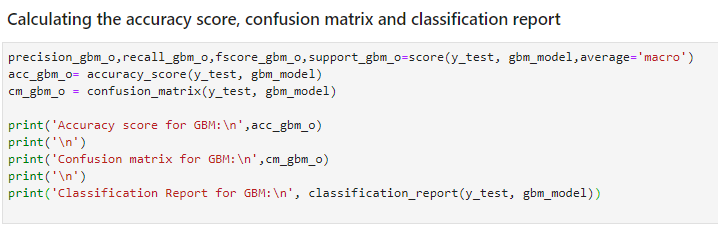 Calculating the accuracy score, confusion matrix and classification report
precision_gbm_o,recall_gbm_o,fscore_gbm_o,support_gbm_o=score(y_test, gbm_model,average='macro')
acc_gbm_o= accuracy_score(y_test, gbm_model)
cm_gbm_o = confusion_matrix(y_test, gbm_model)
print('Accuracy score for GBM:\n',acc_gbm_o)
print('\n')
print('Confusion matrix for GBM:\n',cm_gbm_o)
print('\n')
print('Classification Report for GBM:\n', classification_report(y_test, gbm_model))